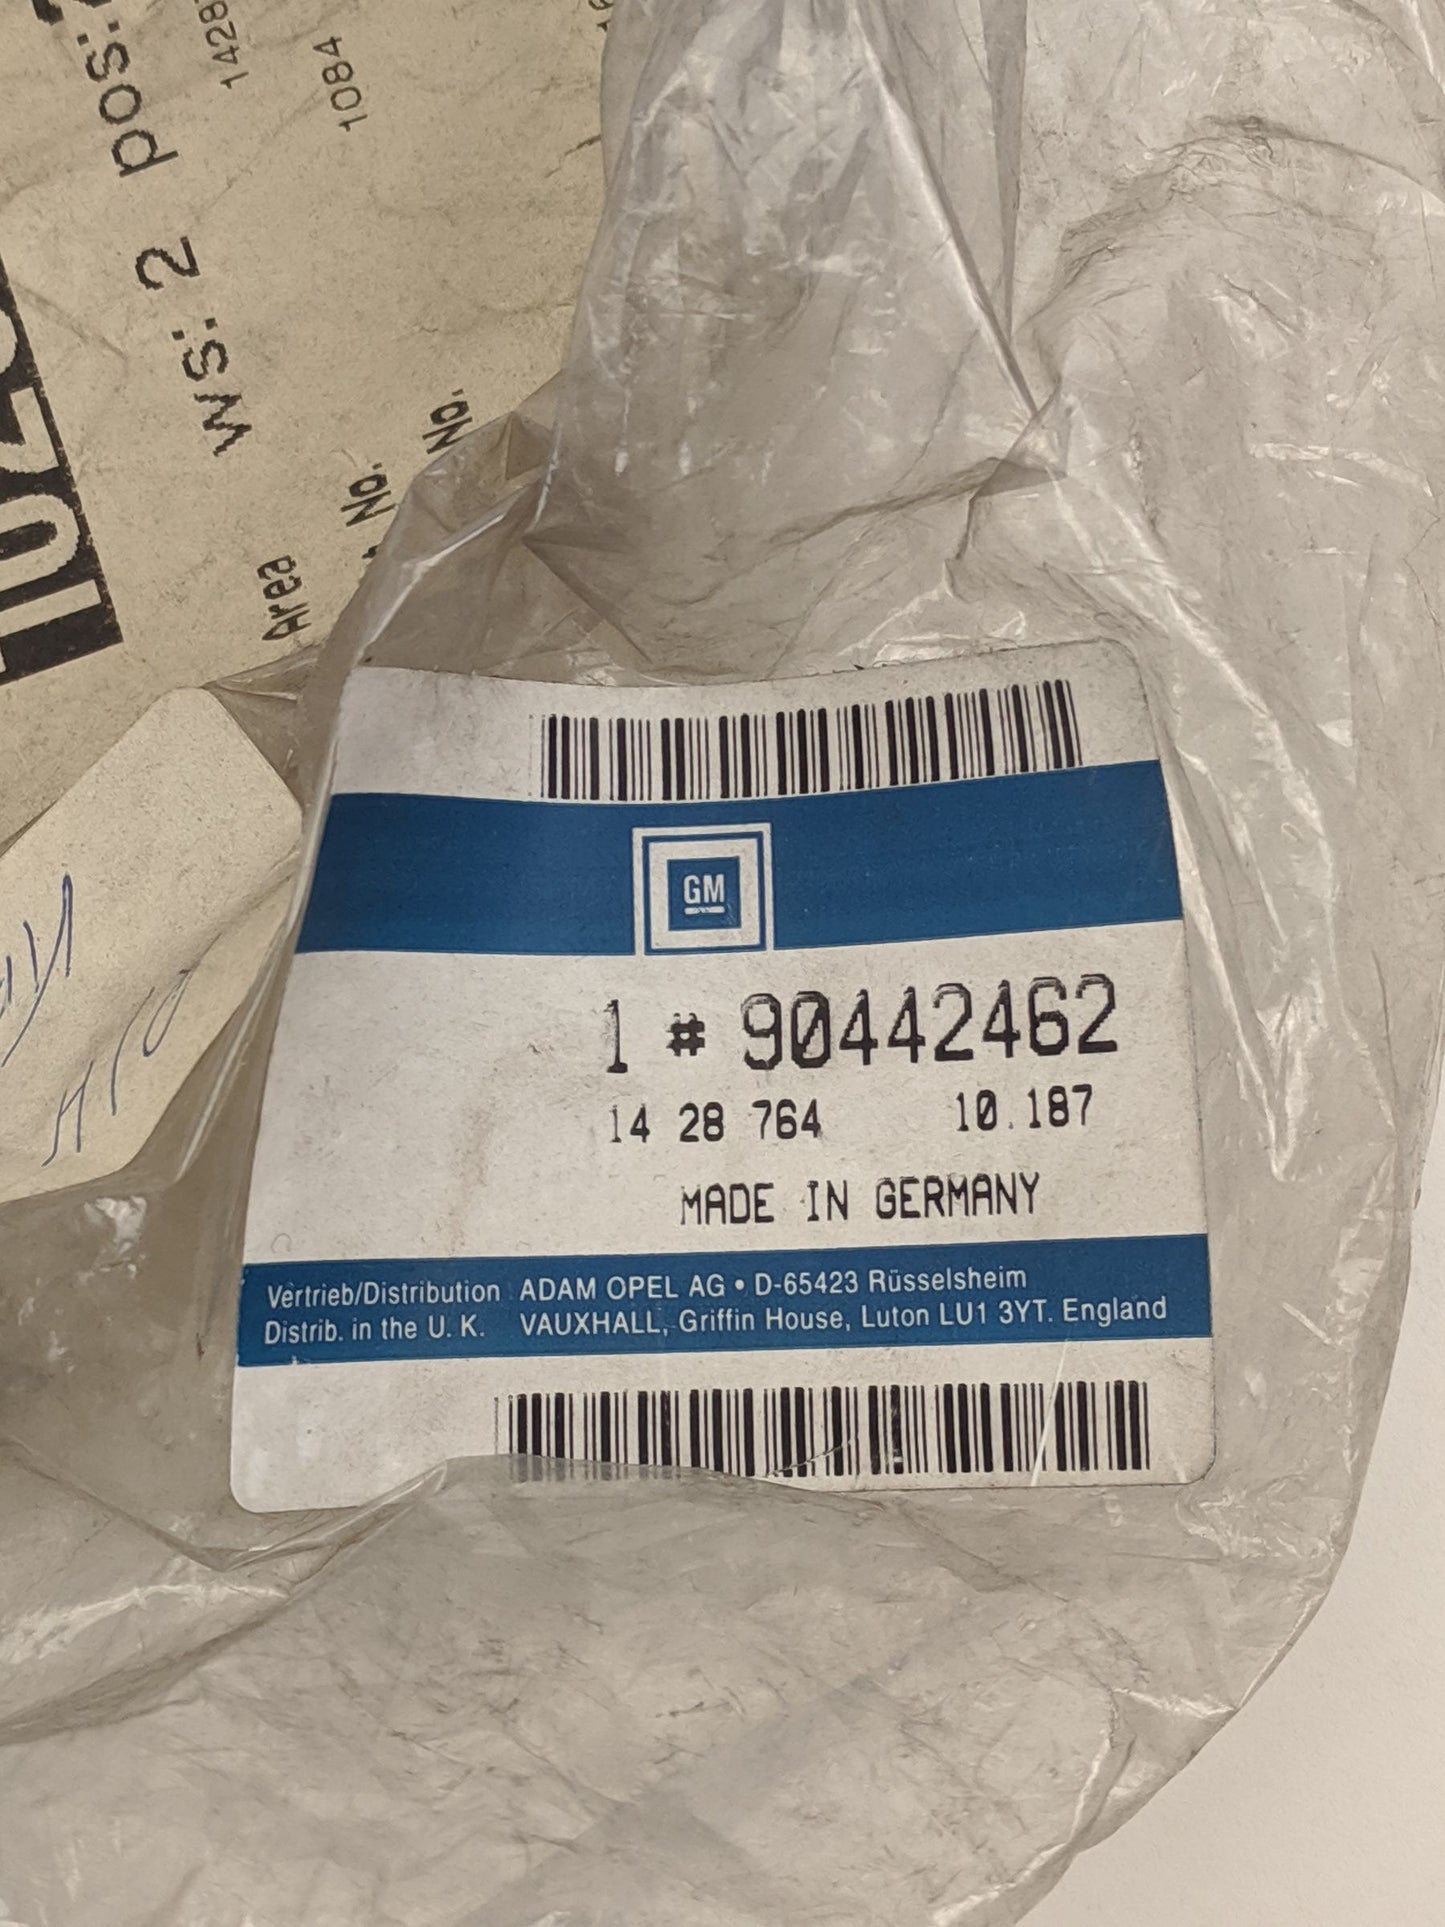 pos:
1428
1084
ws: 2
No.
No.
Area
GM
1 # 90442462
14 28 764 10.187
MADE IN GERMANY
Vertrieb/Distribution ADAM OPEL AG • D-65423 Rüsselsheim
Distrib. in the U. K. VAUXHALL, Griffin House, Luton LU1 3YT. England